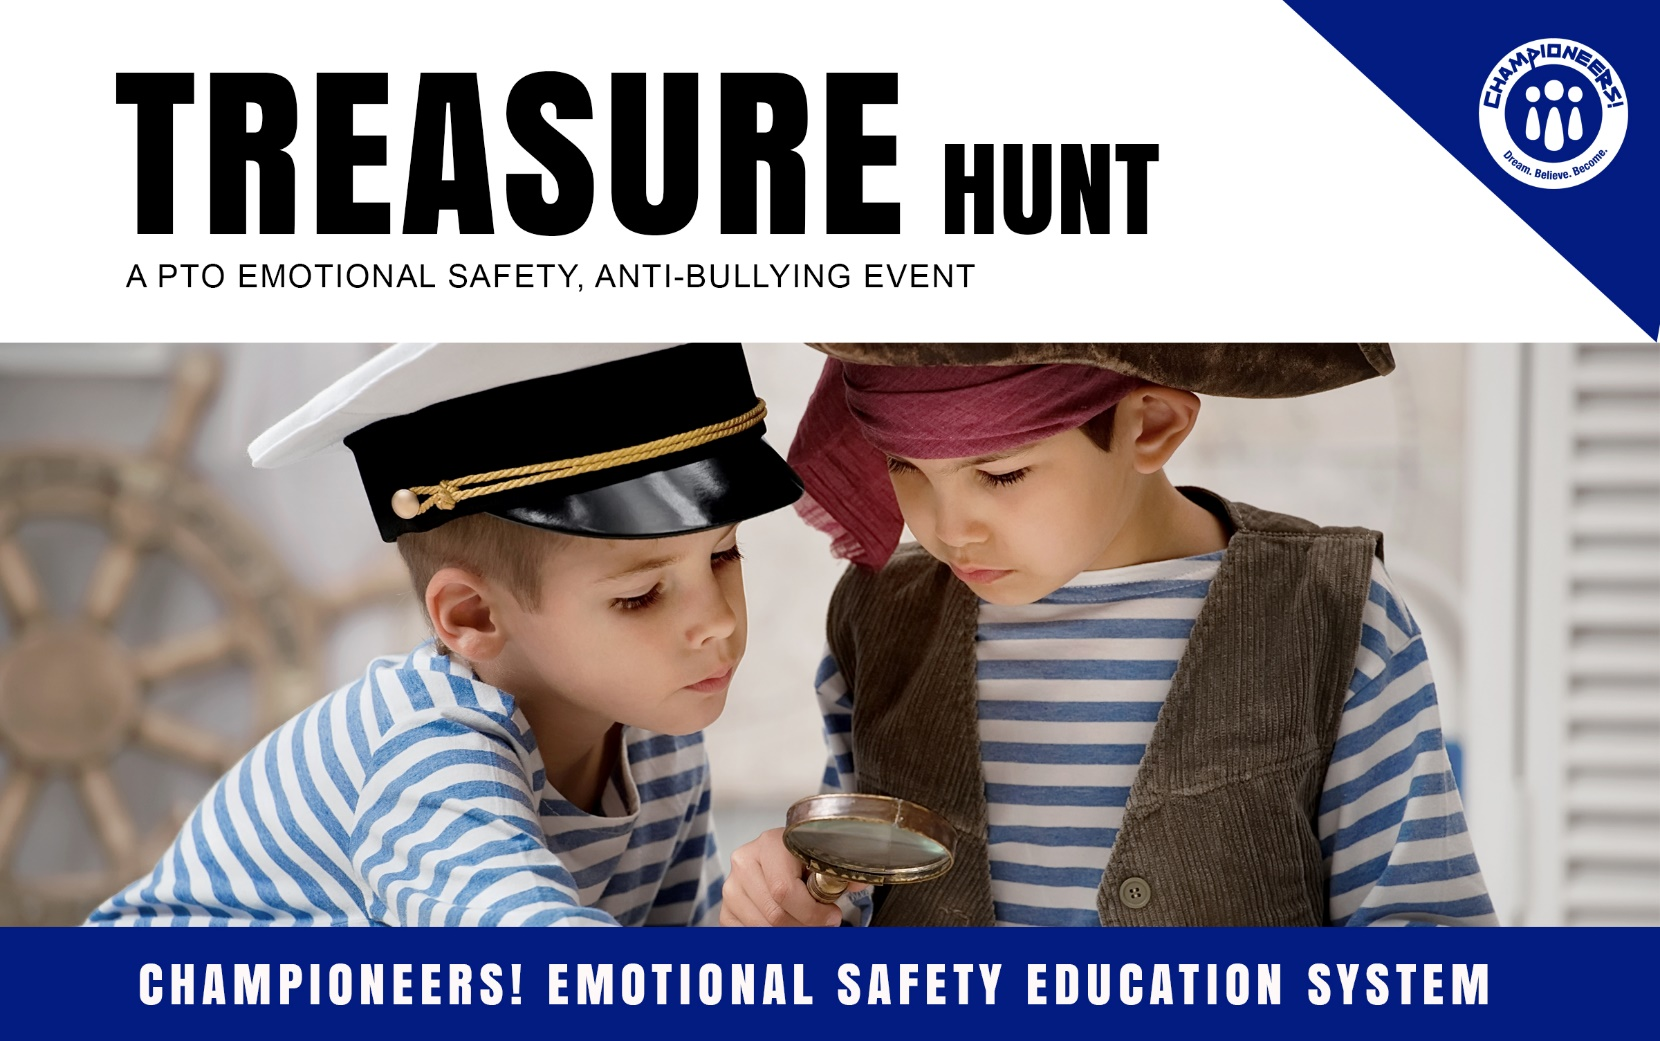 TREASURE HUNT
A PTO EMOTIONAL SAFETY, ANTI-BULLYING EVENT
CHAMPIONEERS!
Dream. Believe. Become.
CHAMPIONEERS! EMOTIONAL SAFETY EDUCATION SYSTEM